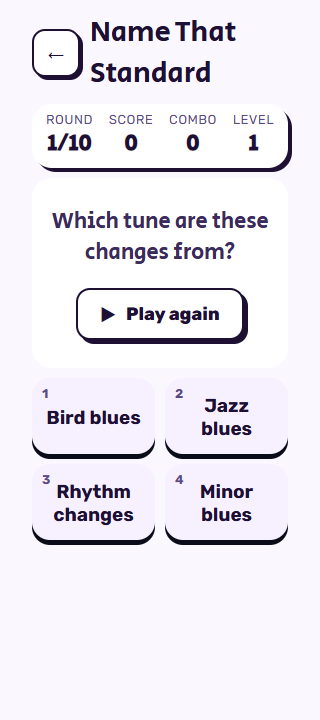 ←
Name That
Standard
ROUND SCORE COMBO LEVEL
1/10 0 0 1
Which tune are these
changes from?
▶ Play again
1
Bird blues
2
Jazz
blues
3
Rhythm
changes
4
Minor
blues